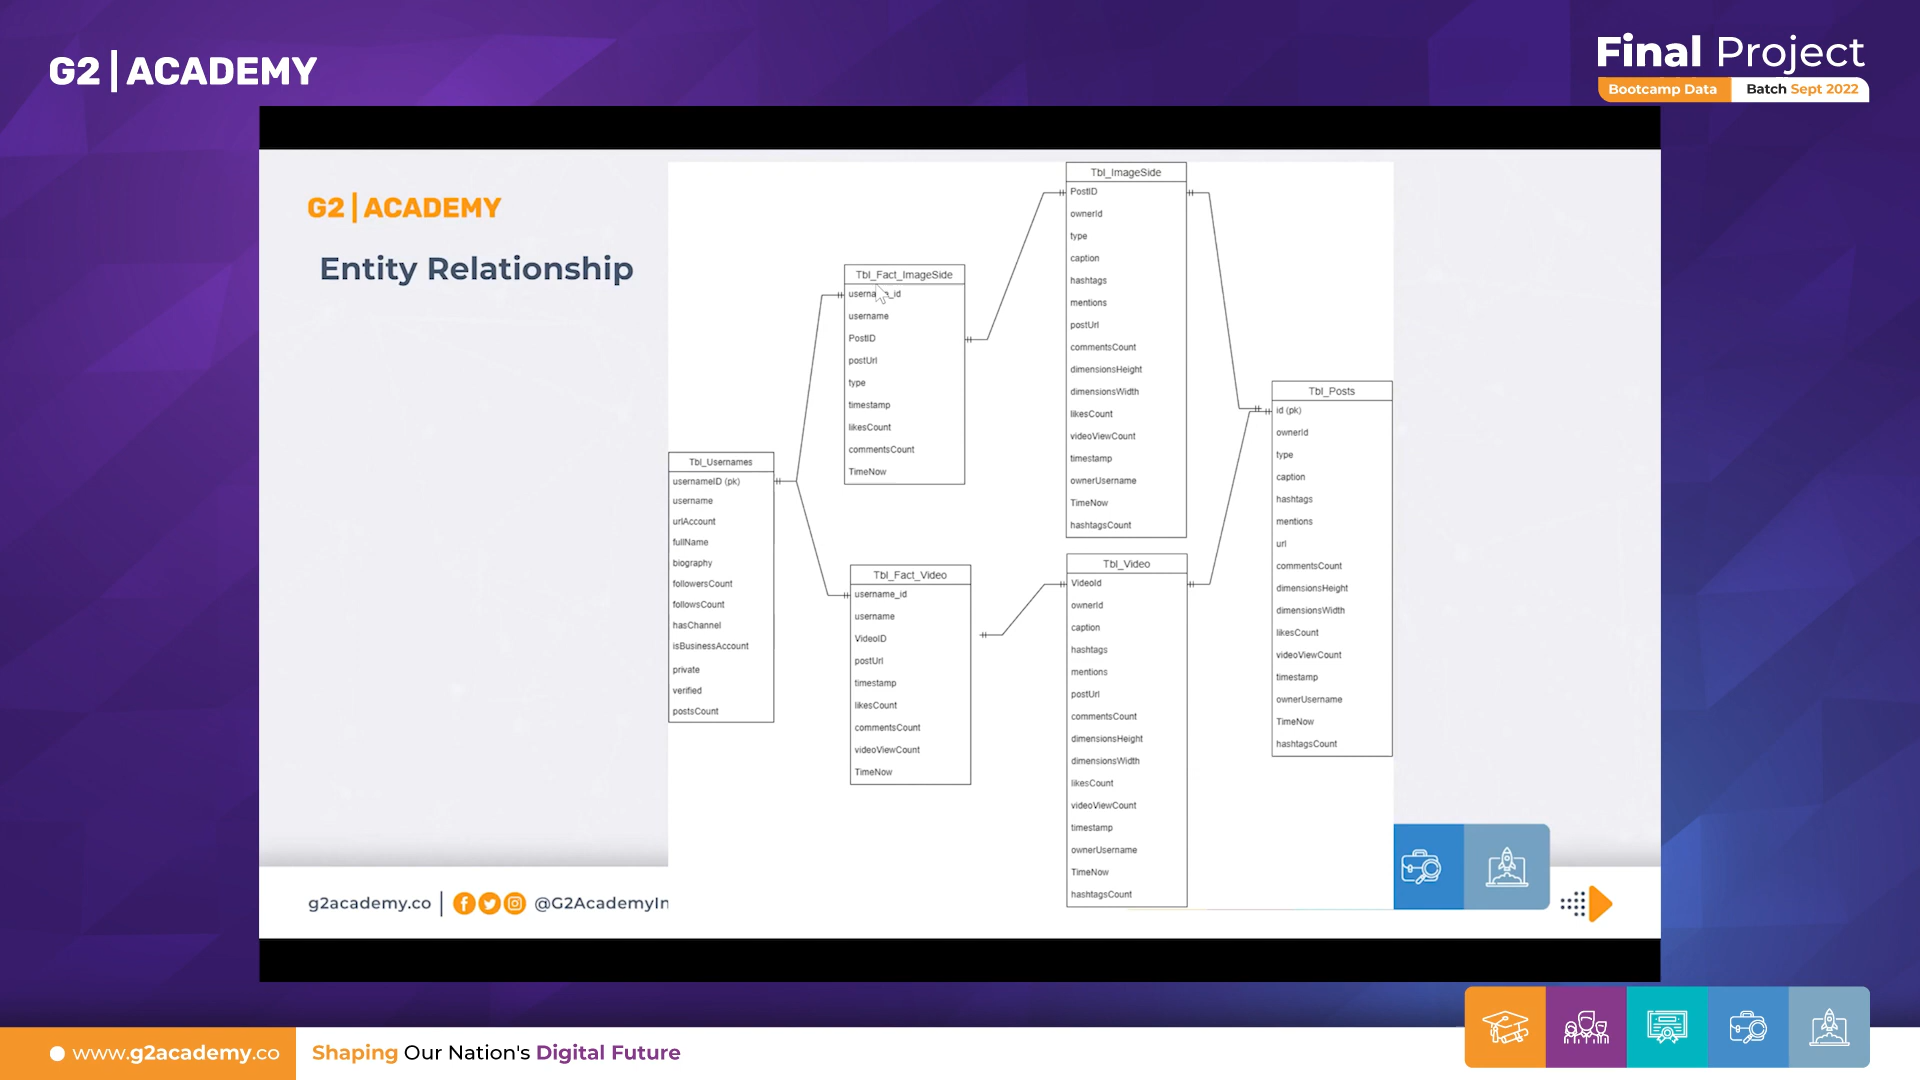 G2 | ACADEMY
Final Project
Bootcamp Data
Batch Sept 2022
G2 | ACADEMY
Entity Relationship
Tbl_Usernames
usernameID (pk)
username
urlAccount
fullName
biography
followersCount
followsCount
hasChannel
isBusinessAccount
private
verified
postsCount
Tbl_Fact_ImageSide
username_id
username
PostID
postUrl
type
timestamp
likesCount
commentsCount
TimeNow
Tbl_Fact_Video
username_id
username
VideoID
postUrl
timestamp
likesCount
commentsCount
videoViewCount
TimeNow
Tbl_ImageSide
PostID
ownerId
type
caption
hashtags
mentions
postUrl
commentsCount
dimensionsHeight
dimensionsWidth
likesCount
videoViewCount
timestamp
ownerUsername
TimeNow
hashtagsCount
Tbl_Video
VideoId
ownerId
caption
hashtags
mentions
postUrl
commentsCount
dimensionsHeight
dimensionsWidth
likesCount
videoViewCount
timestamp
ownerUsername
TimeNow
hashtagsCount
Tbl_Posts
id (pk)
ownerId
type
caption
hashtags
mentions
url
commentsCount
dimensionsHeight
dimensionsWidth
likesCount
videoViewCount
timestamp
ownerUsername
TimeNow
hashtagsCount
g2academy.co | @G2AcademyIn
www.g2academy.co
Shaping Our Nation's Digital Future